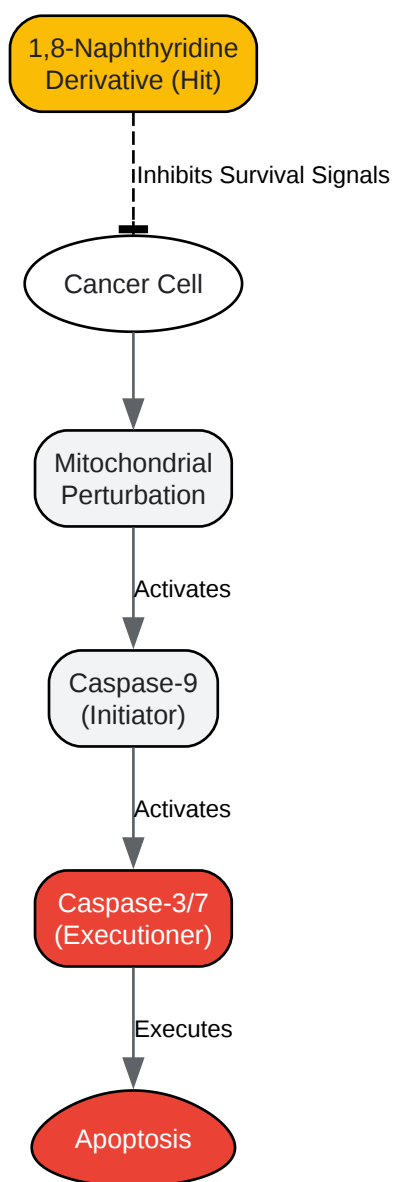 1,8-Naphthyridine
Derivative (Hit)
Inhibits Survival Signals
Cancer Cell
Mitochondrial
Perturbation
Activates
Caspase-9
(Initiator)
Activates
Caspase-3/7
(Executioner)
Executes
Apoptosis